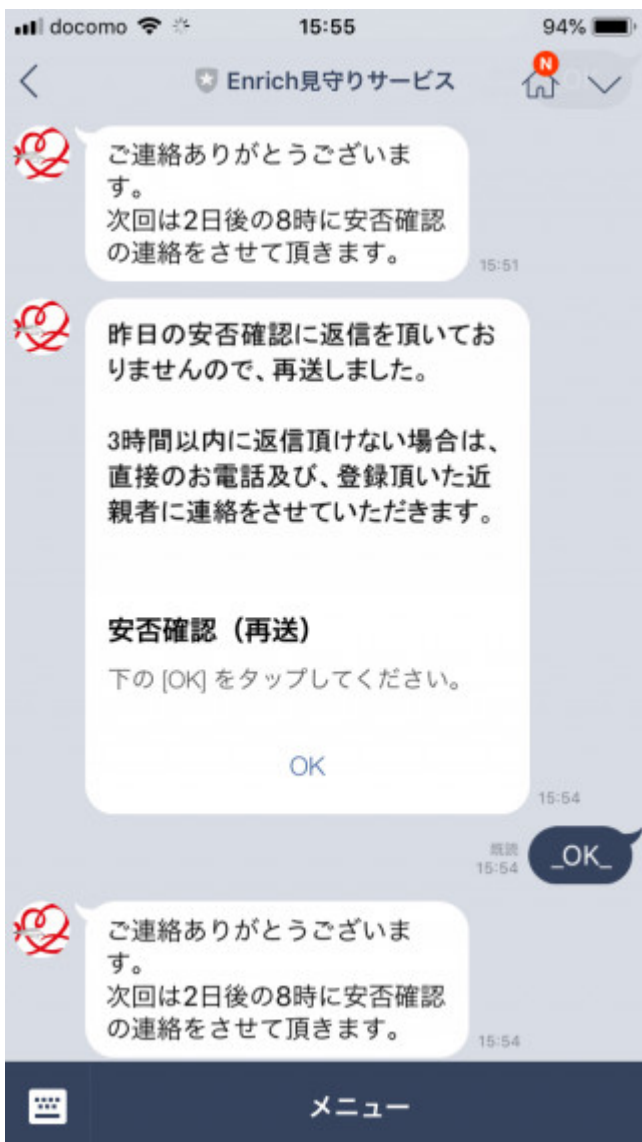 docomo 15:55 94%
Enrich見守りサービス
N
ご連絡ありがとうございま
す。
次回は2日後の8時に安否確認
の連絡をさせて頂きます。
15:51
昨日の安否確認に返信を頂いてお
りませんので、再送しました。
3時間以内に返信頂けない場合は、
直接のお電話及び、登録頂いた近
親者に連絡をさせていただきます。
安否確認（再送）
下の [OK] をタップしてください。
OK
15:54
既読
15:54
_OK_
ご連絡ありがとうございま
す。
次回は2日後の8時に安否確認
の連絡をさせて頂きます。
15:54
メニュー